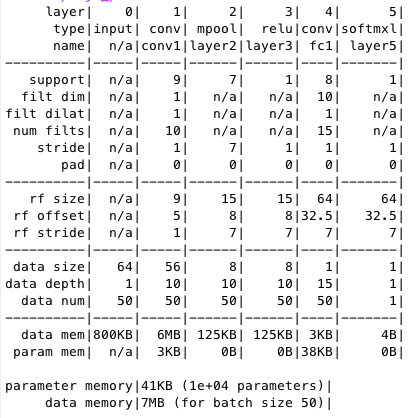 layer| 0| 1| 2| 3| 4| 5|
type|input| conv|mpool|relu|conv|softmxl|
name| n/a|conv1|layer2|layer3| fc1| layer5|
----------|-----|-----|------|------|----|-------|
support| n/a| 9| 7| 1| 8| 1|
filt dim| n/a| 1| n/a| n/a| 10| n/a|
filt dilat| n/a| 1| n/a| n/a| 1| n/a|
num filts| n/a| 10| n/a| n/a| 15| n/a|
stride| n/a| 1| 7| 1| 1| 1|
pad| n/a| 0| 0| 0| 0| 0|
----------|-----|-----|------|------|----|-------|
rf size| n/a| 9| 15| 15| 64| 64|
rf offset| n/a| 5| 8| 8|32.5| 32.5|
rf stride| n/a| 1| 7| 7| 7| 7|
----------|-----|-----|------|------|----|-------|
data size| 64| 56| 8| 8| 1| 1|
data depth| 1| 10| 10| 10| 15| 1|
data num| 50| 50| 50| 50| 50| 1|
----------|-----|-----|------|------|----|-------|
data mem|800KB| 6MB| 125KB| 125KB| 3KB| 4B|
param mem| n/a| 3KB| 0B| 0B|38KB| 0B|
parameter memory|41KB (1e+04 parameters)|
data memory|7MB (for batch size 50)|